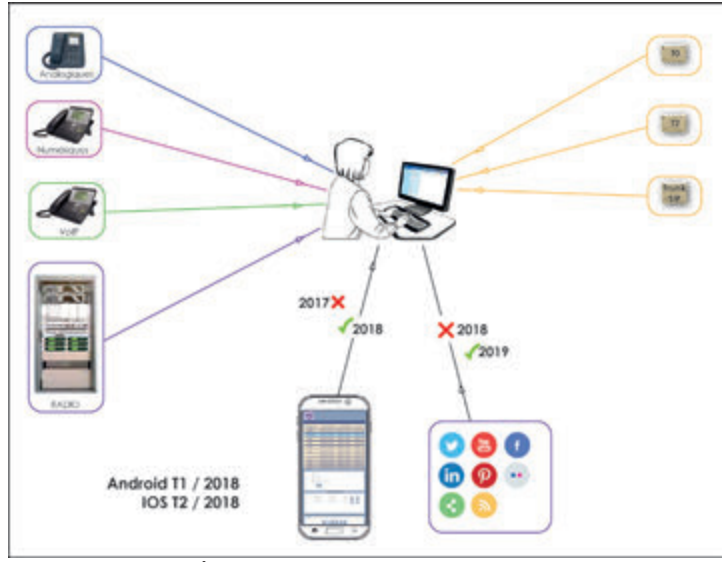 Analogiques
T0
Numériques
T2
VoIP
Trunk
SIP
2017
2018
2018
2019
RADIO
Android T1 / 2018
IOS T2 / 2018